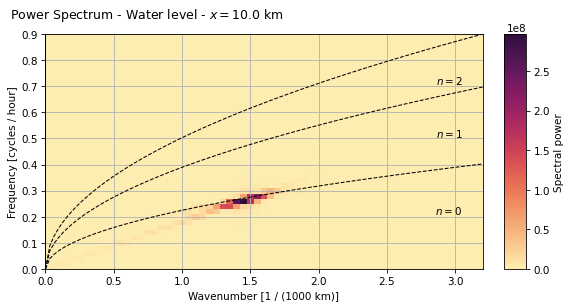 Power Spectrum - Water level - x = 10.0 km
1e8
0.9
0.8
0.7
0.6
0.5
0.4
0.3
0.2
0.1
0.0
Frequency [cycles / hour]
n = 2
n = 1
n = 0
0.0 0.5 1.0 1.5 2.0 2.5 3.0
Wavenumber [1 / (1000 km)]
2.5
2.0
1.5
1.0
0.5
0.0
Spectral power